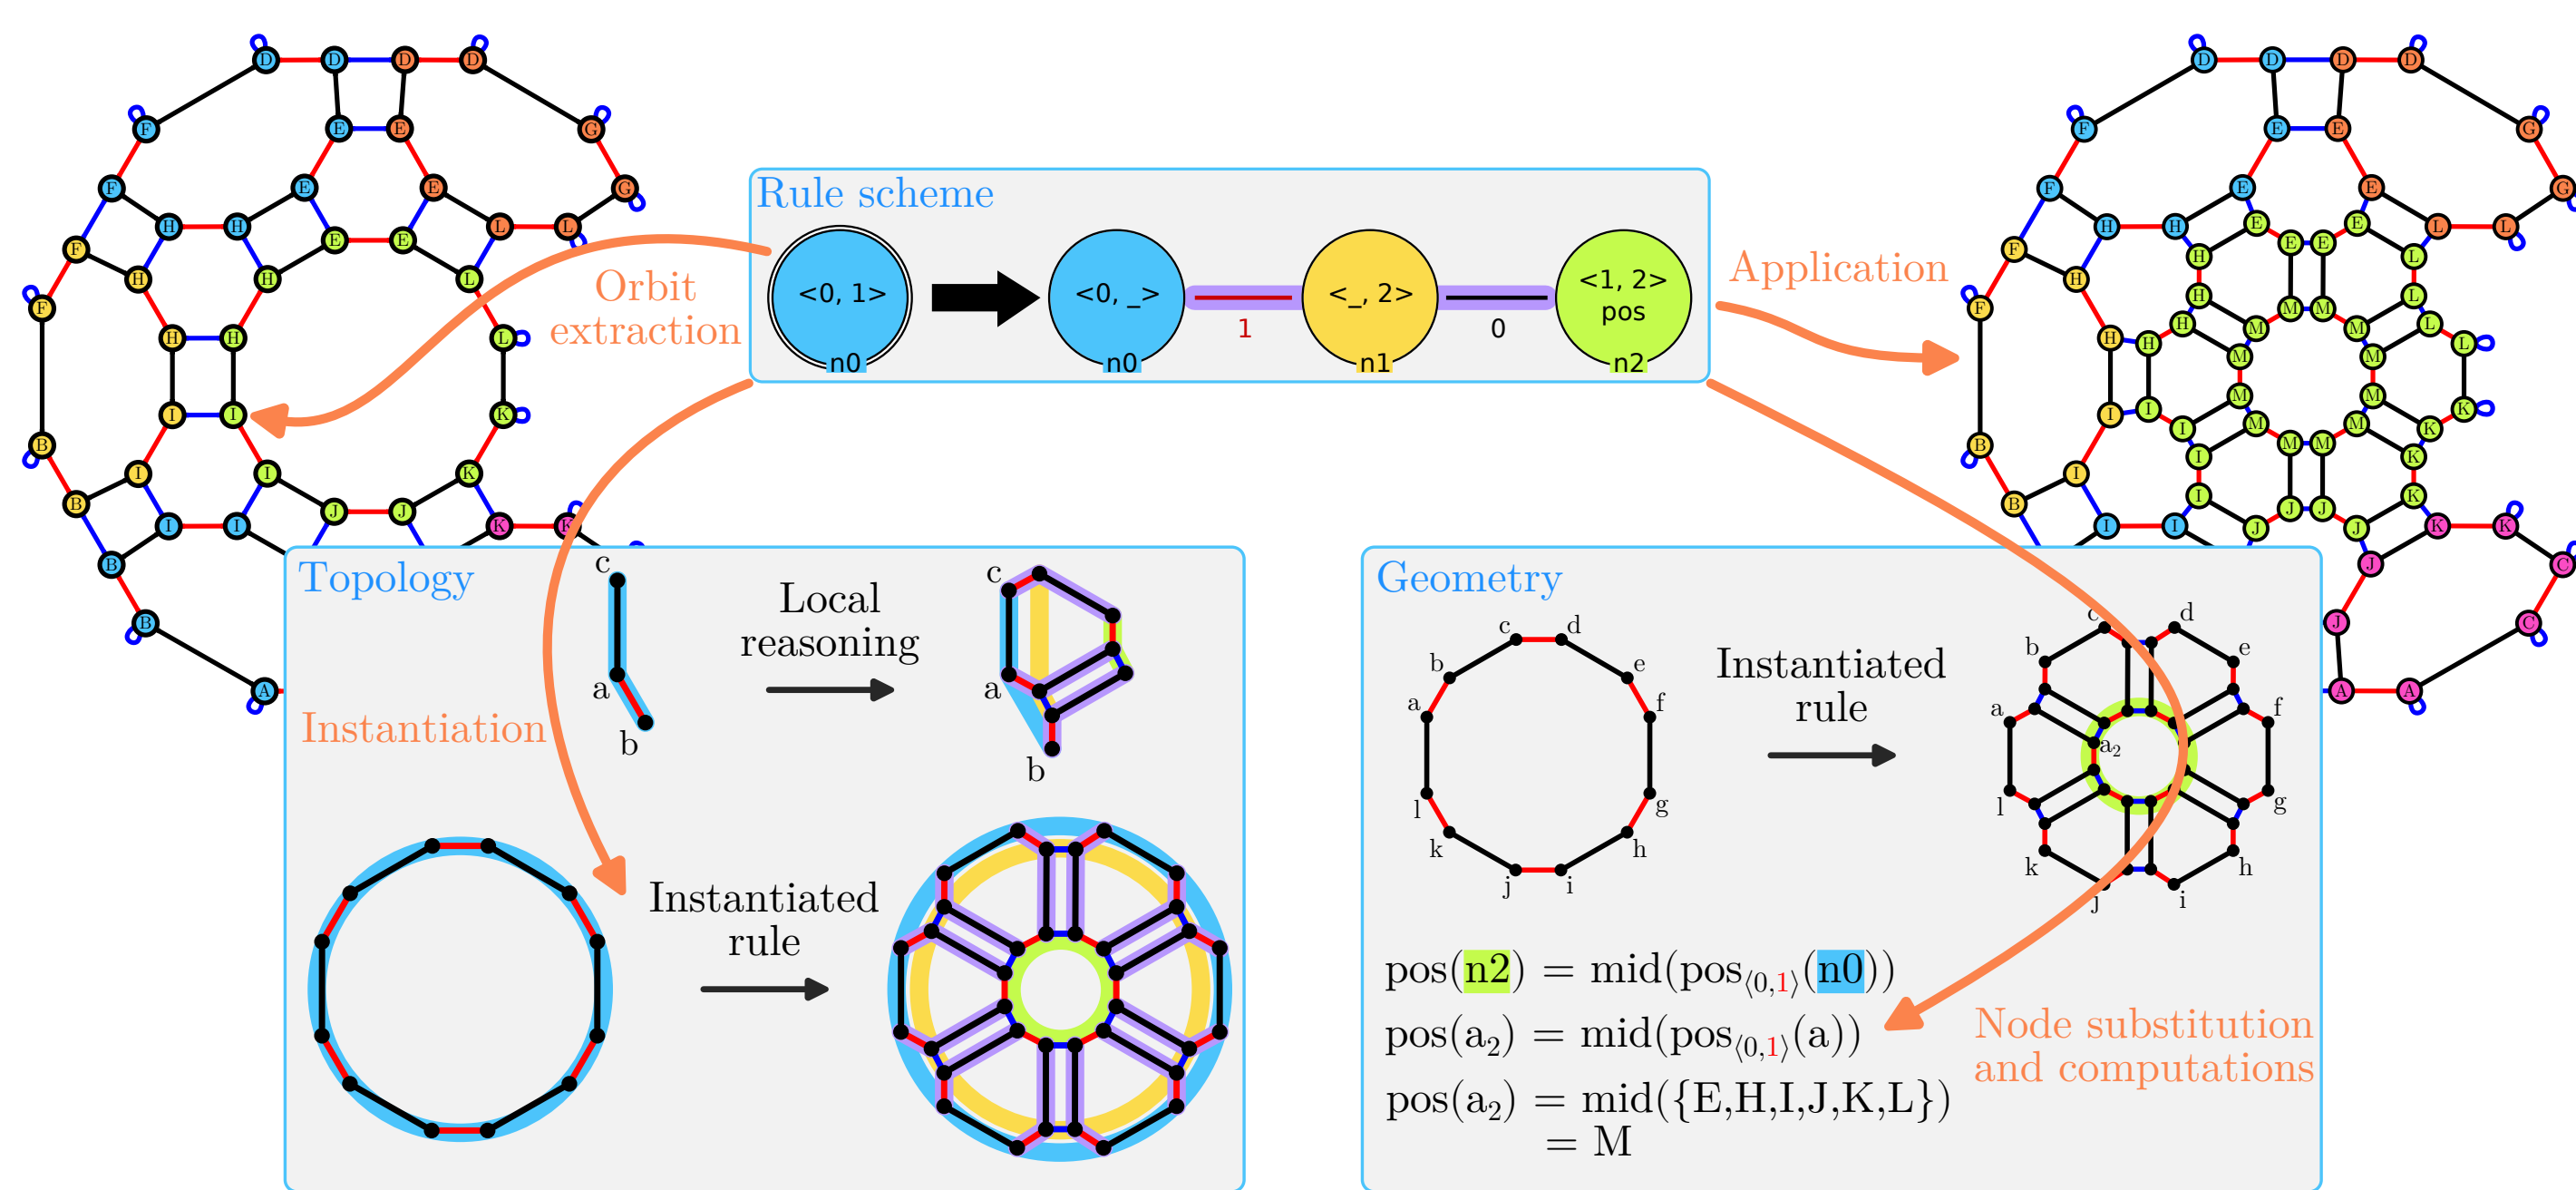 D D D D
F E E G
F E E G
H H L L
F E E
H H L
F
H H L
I I K
B
I I K
B J J
I I K K
B
B
A
Rule scheme
<0, 1>
n0
<0, _>
n0
1
<_, 2>
n1
0
<1, 2>
pos
n2
Orbit
extraction
Application
D D D D
F E E G
F E E G
H H L L
E E
F E E
H H L
F H L
M M
H H H M M L L
M M
M M
B I I I M M K K
M M
I I K
B I K
J J J J
I I K K
J C
J C
A A
Topology
c
a
b
Local
reasoning
c
a
b
Instantiation
Instantiated
rule
Geometry
c d
b e
a f
l g
k h
j i
Instantiated
rule
c d
b e
a f
a2
l g
k h
j i
pos(n2) = mid(pos⟨0,1⟩(n0))
pos(a2) = mid(pos⟨0,1⟩(a))
pos(a2) = mid({E,H,I,J,K,L})
= M
Node substitution
and computations